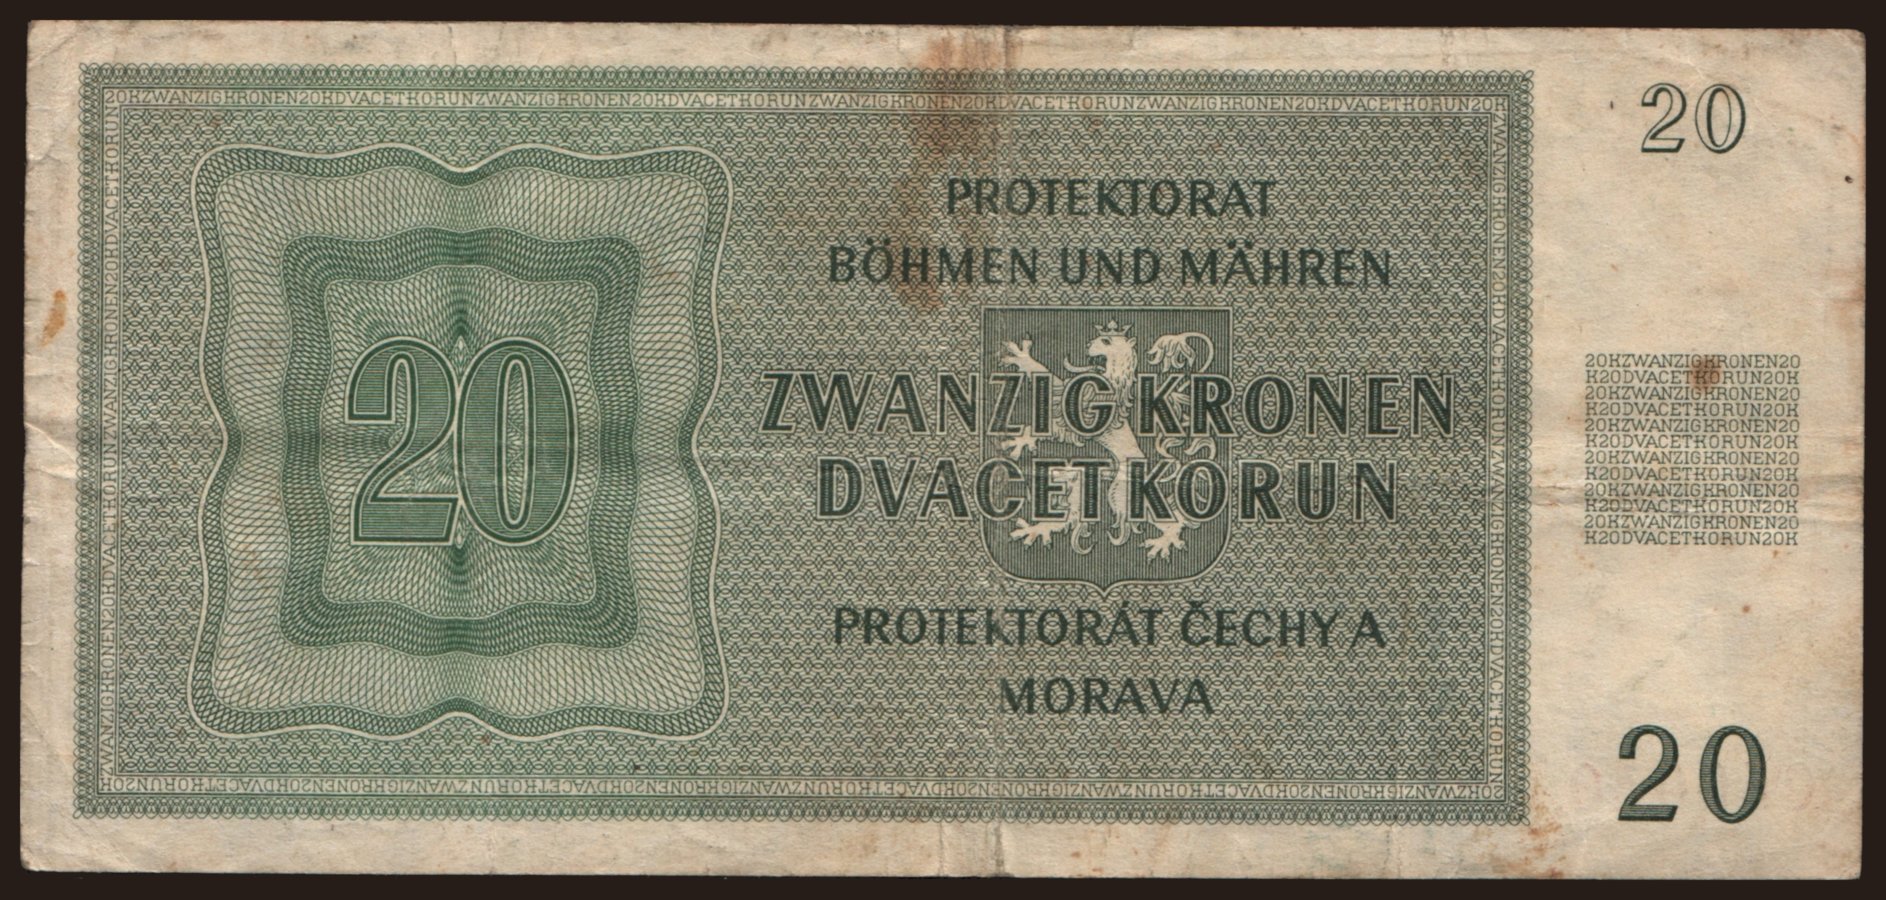 20KZWANZIGKRONEN20KDVACETKORUNZWANZIGKRONEN20KDVACETKORUNZWANZIGKRONEN20KDVACETKORUNZWANZIGKRONEN20KDVACETKORUN20K
20
PROTEKTORAT
BÖHMEN UND MÄHREN
20
ZWANZIG KRONEN
DVACET KORUN
PROTEKTORÁT ČECHY A
MORAVA
20KZWANZIGKRONEN20
K20DVACETKORUN20K
20KZWANZIGKRONEN20
K20DVACETKORUN20K
20KZWANZIGKRONEN20
K20DVACETKORUN20K
20KZWANZIGKRONEN20
K20DVACETKORUN20K
20KZWANZIGKRONEN20
K20DVACETKORUN20K
20KZWANZIGKRONEN20
K20DVACETKORUN20K
20